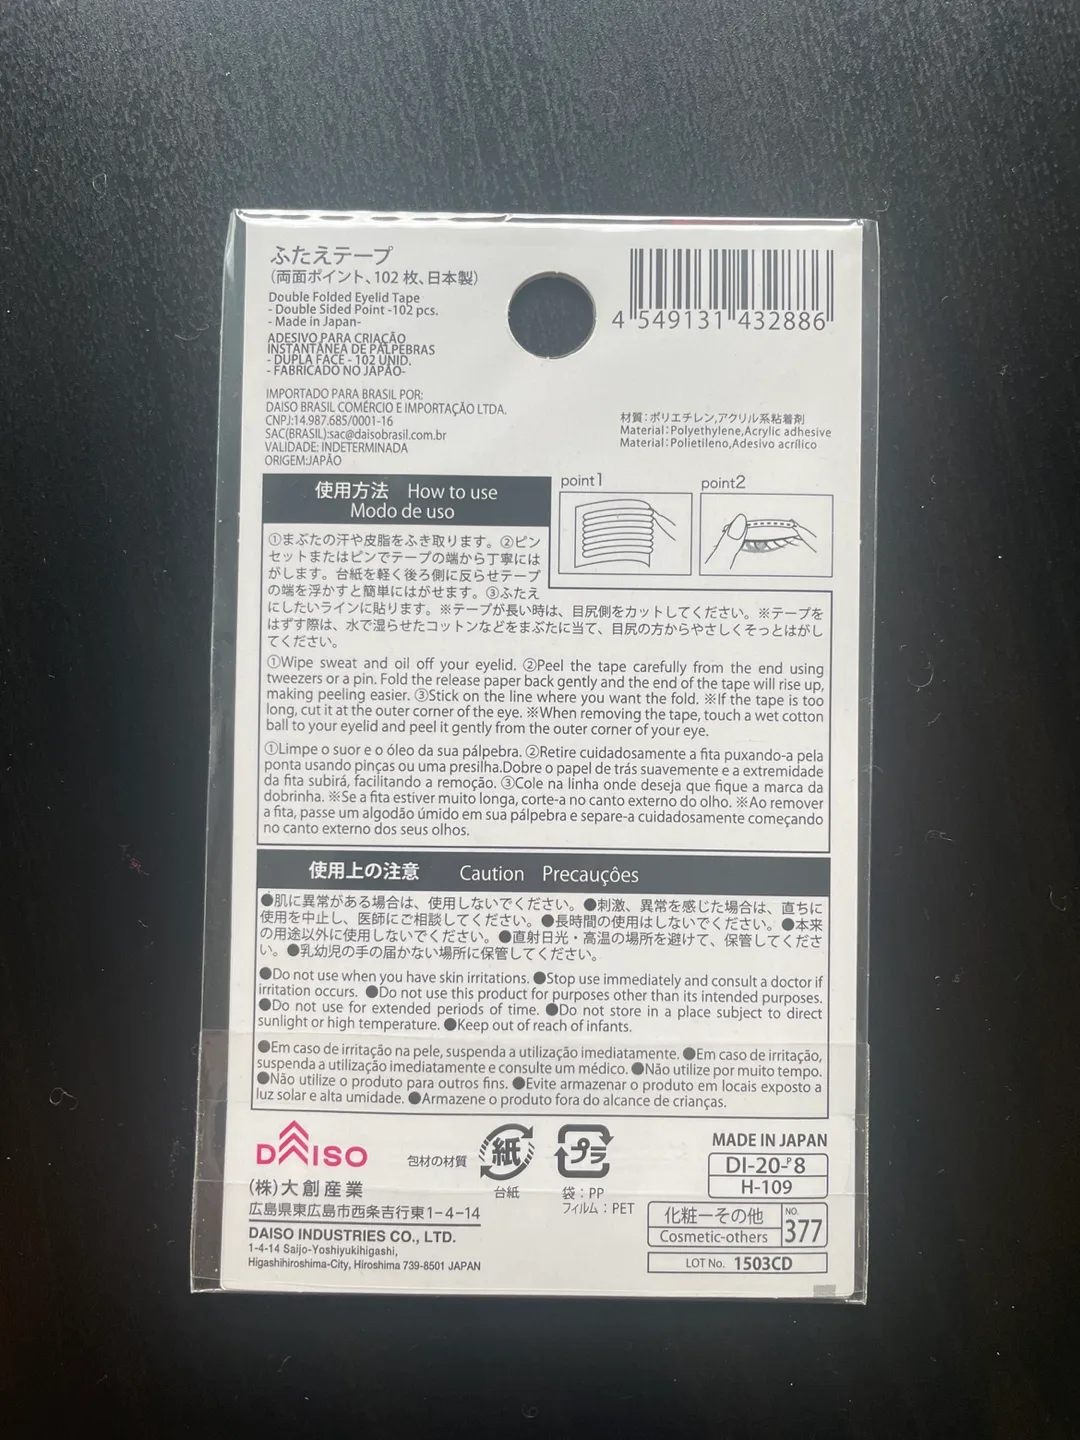 ふたえテープ
(両面ポイント、102 枚、日本製)
Double Folded Eyelid Tape
- Double Sided Point -102 pcs.
- Made in Japan-
ADESIVO PARA CRIAÇÃO
INSTANTÂNEA DE PÁLPEBRAS
- DUPLA FACE - 102 UNID.
- FABRICADO NO JAPÃO-
IMPORTADO PARA BRASIL POR:
DAISO BRASIL COMÉRCIO E IMPORTAÇÃO LTDA.
CNPJ:14.987.685/0001-16
SAC(BRASIL):sac@daisobrasil.com.br
VALIDADE: INDETERMINADA
ORIGEM:JAPÃO
4 549131 432886
材質：ポリエチレン,アクリル系粘着剤
Material：Polyethylene,Acrylic adhesive
Material：Polietileno,Adesivo acrílico
使用方法 How to use
Modo de uso
point1
point2
①まぶたの汗や皮脂をふき取ります。②ピン
セットまたはピンでテープの端から丁寧には
がします。台紙を軽く後ろ側に反らせテープ
の端を浮かすと簡単にはがせます。③ふたえ
にしたいラインに貼ります。※テープが長い時は、目尻側をカットしてください。※テープを
はずす際は、水で湿らせたコットンなどをまぶたに当て、目尻の方からやさしくそっとはがし
てください。
①Wipe sweat and oil off your eyelid. ②Peel the tape carefully from the end using
tweezers or a pin. Fold the release paper back gently and the end of the tape will rise up,
making peeling easier. ③Stick on the line where you want the fold. ※If the tape is too
long, cut it at the outer corner of the eye. ※When removing the tape, touch a wet cotton
ball to your eyelid and peel it gently from the outer corner of your eye.
①Limpe o suor e o óleo da sua pálpebra. ②Retire cuidadosamente a fita puxando-a pela
ponta usando pinças ou uma presilha.Dobre o papel de trás suavemente e a extremidade
da fita subirá, facilitando a remoção. ③Cole na linha onde deseja que fique a marca da
dobrinha. ※Se a fita estiver muito longa, corte-a no canto externo do olho. ※Ao remover
a fita, passe um algodão úmido em sua pálpebra e separe-a cuidadosamente começando
no canto externo dos seus olhos.
使用上の注意 Caution Precauções
●肌に異常がある場合は、使用しないでください。●刺激、異常を感じた場合は、直ちに
使用を中止し、医師にご相談してください。●長時間の使用はしないでください。●本来
の用途以外に使用しないでください。●直射日光・高温の場所を避けて、保管してくださ
い。●乳幼児の手の届かない場所に保管してください。
●Do not use when you have skin irritations. ●Stop use immediately and consult a doctor if
irritation occurs. ●Do not use this product for purposes other than its intended purposes.
●Do not use for extended periods of time. ●Do not store in a place subject to direct
sunlight or high temperature. ●Keep out of reach of infants.
●Em caso de irritação na pele, suspenda a utilização imediatamente. ●Em caso de irritação,
suspenda a utilização imediatamente e consulte um médico. ●Não utilize por muito tempo.
●Não utilize o produto para outros fins. ●Evite armazenar o produto em locais exposto a
luz solar e alta umidade. ●Armazene o produto fora do alcance de crianças.
DAISO
(株)大創産業
広島県東広島市西条吉行東1-4-14
DAISO INDUSTRIES CO., LTD.
1-4-14 Saijo-Yoshiyukihigashi,
Higashihiroshima-City, Hiroshima 739-8501 JAPAN
包材の材質
紙
台紙
プラ
袋：PP
フィルム：PET
MADE IN JAPAN
DI-20-P8
H-109
化粧ーその他
Cosmetic-others
NO.
377
LOT No. 1503CD